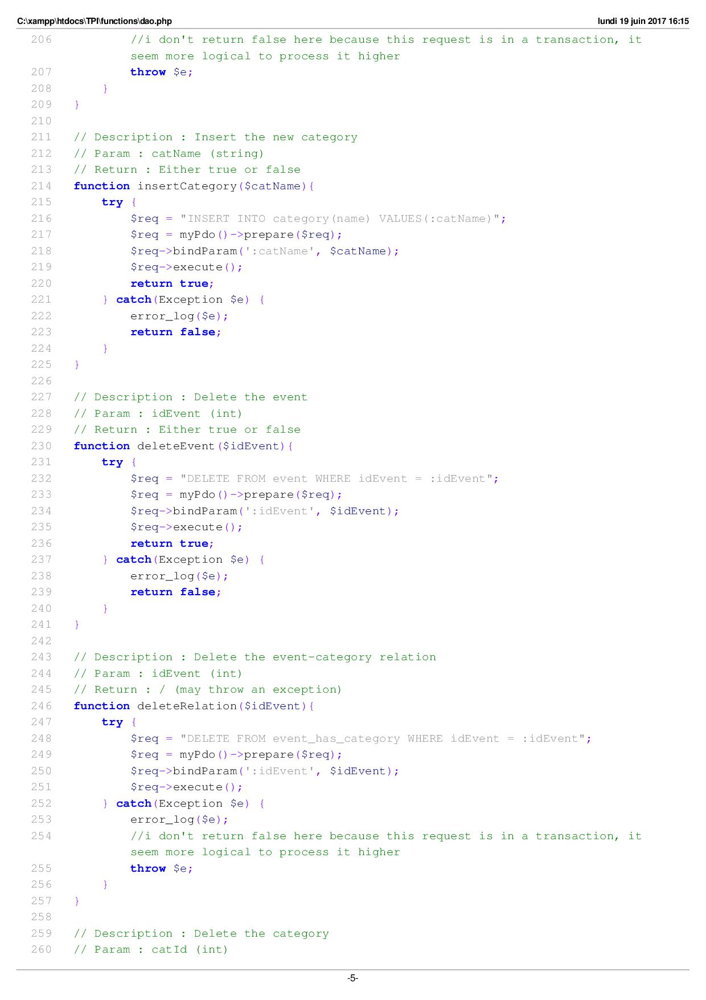 C:\xampp\htdocs\TPI\functions\dao.php lundi 19 juin 2017 16:15
206 //i don't return false here because this request is in a transaction, it
seem more logical to process it higher
207 throw $e;
208 }
209 }
210
211 // Description : Insert the new category
212 // Param : catName (string)
213 // Return : Either true or false
214 function insertCategory($catName){
215 try {
216 $req = "INSERT INTO category(name) VALUES(:catName)";
217 $req = myPdo()->prepare($req);
218 $req->bindParam(':catName', $catName);
219 $req->execute();
220 return true;
221 } catch(Exception $e) {
222 error_log($e);
223 return false;
224 }
225 }
226
227 // Description : Delete the event
228 // Param : idEvent (int)
229 // Return : Either true or false
230 function deleteEvent($idEvent){
231 try {
232 $req = "DELETE FROM event WHERE idEvent = :idEvent";
233 $req = myPdo()->prepare($req);
234 $req->bindParam(':idEvent', $idEvent);
235 $req->execute();
236 return true;
237 } catch(Exception $e) {
238 error_log($e);
239 return false;
240 }
241 }
242
243 // Description : Delete the event-category relation
244 // Param : idEvent (int)
245 // Return : / (may throw an exception)
246 function deleteRelation($idEvent){
247 try {
248 $req = "DELETE FROM event_has_category WHERE idEvent = :idEvent";
249 $req = myPdo()->prepare($req);
250 $req->bindParam(':idEvent', $idEvent);
251 $req->execute();
252 } catch(Exception $e) {
253 error_log($e);
254 //i don't return false here because this request is in a transaction, it
seem more logical to process it higher
255 throw $e;
256 }
257 }
258
259 // Description : Delete the category
260 // Param : catId (int)
-5-